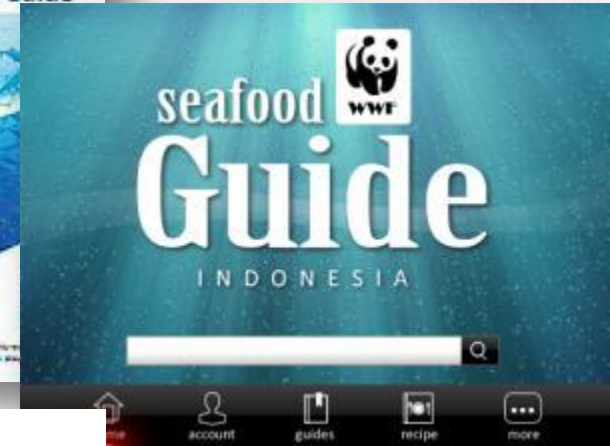 seafood
WWF
Guide
INDONESIA
account
guides
recipe
more